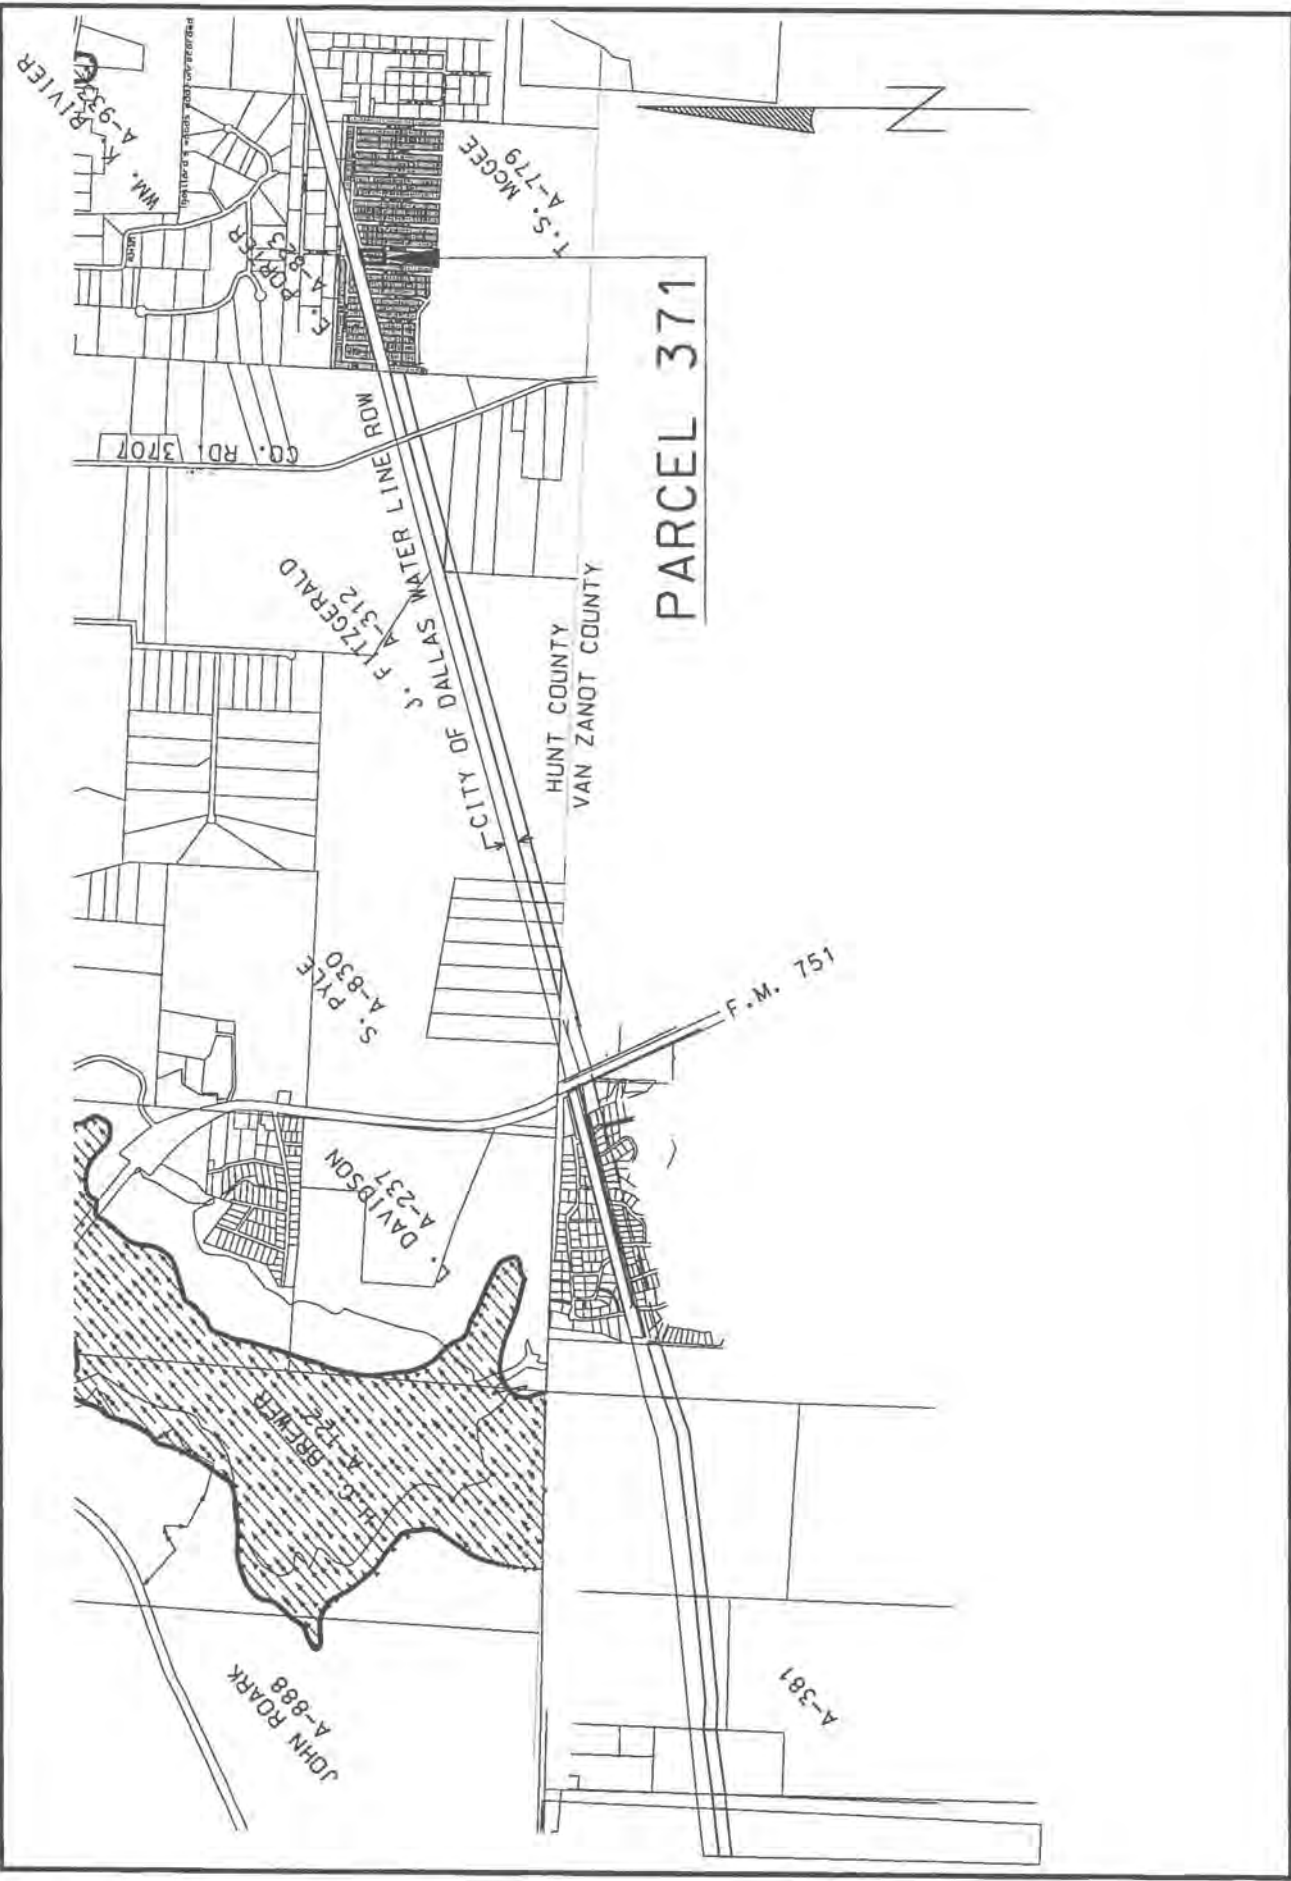 WM. A. RIVIER
A-933
E. PORTER
A-823
T.S. McGEE
A-779
N
PARCEL 371
CO. RD. 3707
CITY OF DALLAS WATER LINE ROW
J. FITZGERALD
A-312
HUNT COUNTY
VAN ZANDT COUNTY
S. PYLE
A-830
F.M. 751
. DAVIDSON
A-237
H.C. BREWER
A-122
JOHN ROARK
A-888
A-381